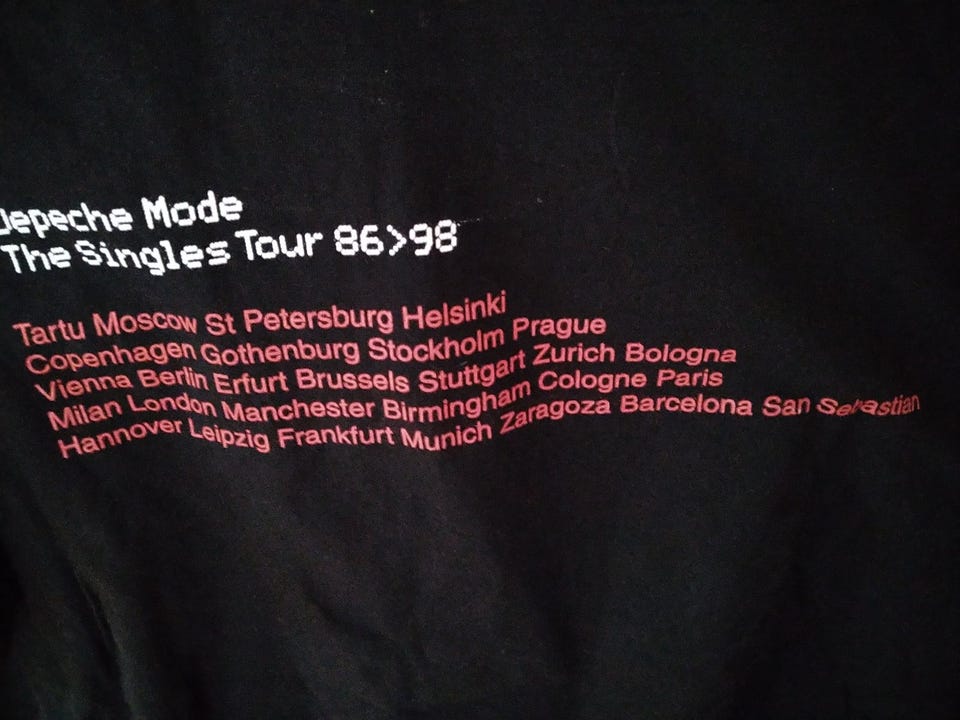 Depeche Mode
The Singles Tour 86>98
Tartu Moscow St Petersburg Helsinki
Copenhagen Gothenburg Stockholm Prague
Vienna Berlin Erfurt Brussels Stuttgart Zurich Bologna
Milan London Manchester Birmingham Cologne Paris
Hannover Leipzig Frankfurt Munich Zaragoza Barcelona San Sebastian